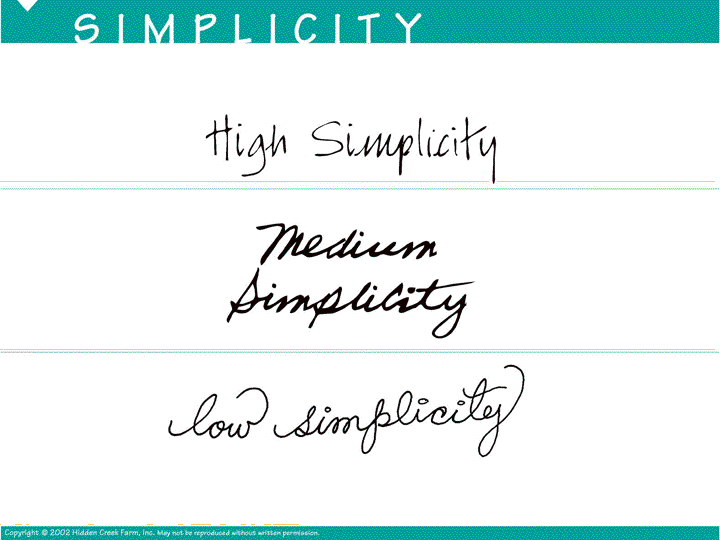 SIMPLICITY
High Simplicity
Medium
Simplicity
low simplicity
Copyright © 2002 Hidden Creek Farm, Inc. May not be reproduced without written permission.